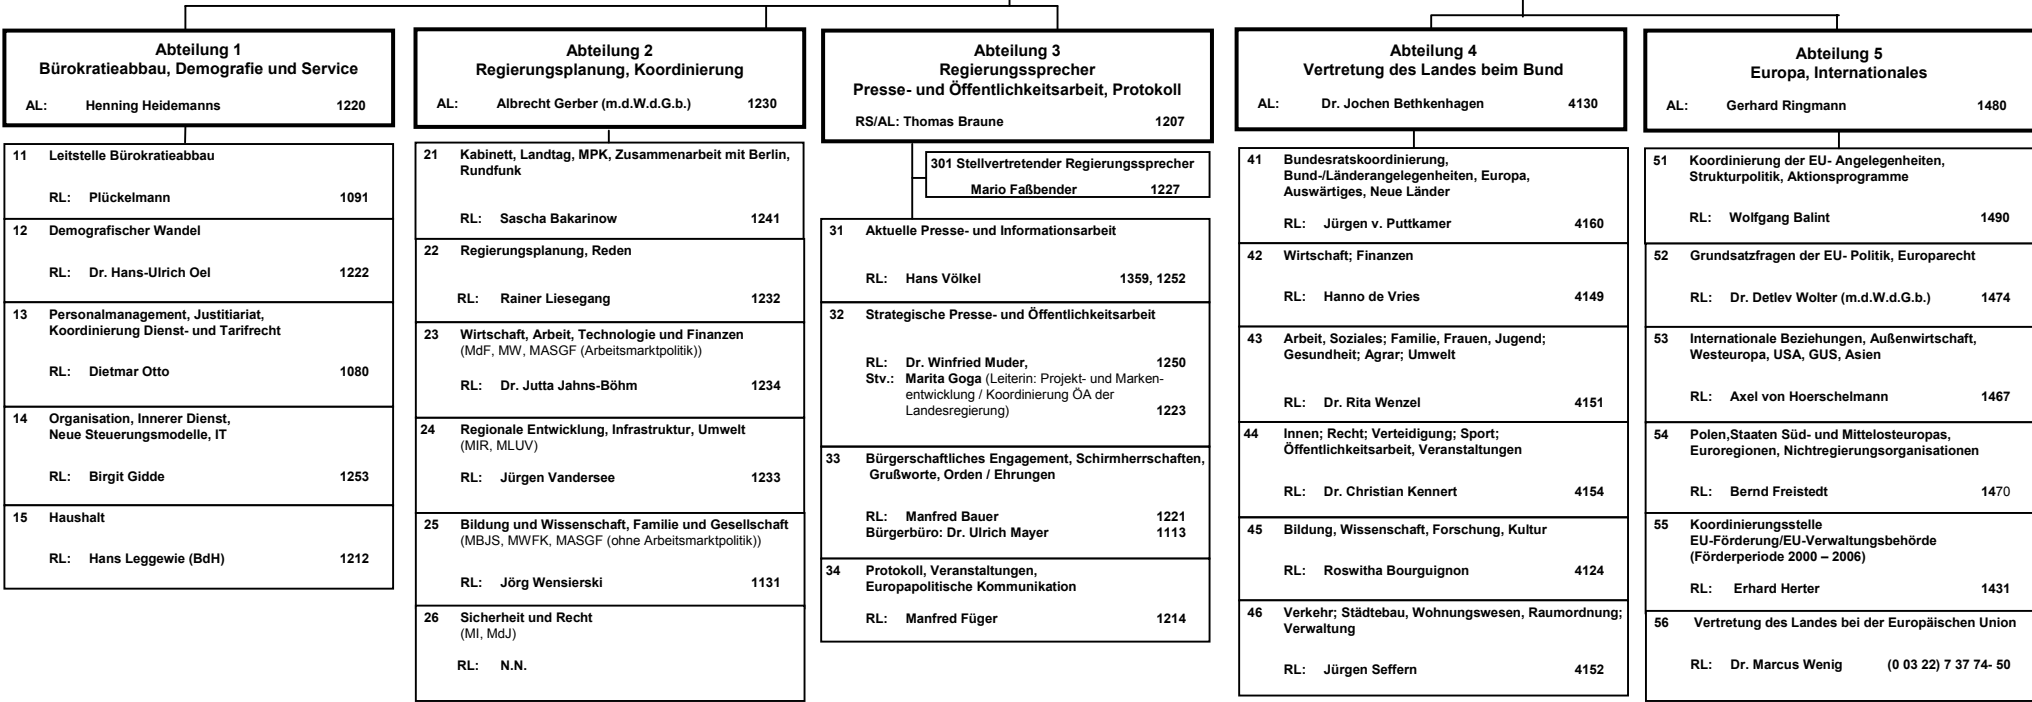 Abteilung 1
Bürokratieabbau, Demografie und Service
AL: Henning Heidemanns 1220
11 Leitstelle Bürokratieabbau
RL: Plückelmann 1091
12 Demografischer Wandel
RL: Dr. Hans-Ulrich Oel 1222
13 Personalmanagement, Justitiariat,
Koordinierung Dienst- und Tarifrecht
RL: Dietmar Otto 1080
14 Organisation, Innerer Dienst,
Neue Steuerungsmodelle, IT
RL: Birgit Gidde 1253
15 Haushalt
RL: Hans Leggewie (BdH) 1212
Abteilung 2
Regierungsplanung, Koordinierung
AL: Albrecht Gerber (m.d.W.d.G.b.) 1230
21 Kabinett, Landtag, MPK, Zusammenarbeit mit Berlin,
Rundfunk
RL: Sascha Bakarinow 1241
22 Regierungsplanung, Reden
RL: Rainer Liesegang 1232
23 Wirtschaft, Arbeit, Technologie und Finanzen
(MdF, MW, MASGF (Arbeitsmarktpolitik))
RL: Dr. Jutta Jahns-Böhm 1234
24 Regionale Entwicklung, Infrastruktur, Umwelt
(MIR, MLUV)
RL: Jürgen Vandersee 1233
25 Bildung und Wissenschaft, Familie und Gesellschaft
(MBJS, MWFK, MASGF (ohne Arbeitsmarktpolitik))
RL: Jörg Wensierski 1131
26 Sicherheit und Recht
(MI, MdJ)
RL: N.N.
Abteilung 3
Regierungssprecher
Presse- und Öffentlichkeitsarbeit, Protokoll
RS/AL: Thomas Braune 1207
301 Stellvertretender Regierungssprecher
Mario Faßbender 1227
31 Aktuelle Presse- und Informationsarbeit
RL: Hans Völkel 1359, 1252
32 Strategische Presse- und Öffentlichkeitsarbeit
RL: Dr. Winfried Muder, 1250
Stv.: Marita Goga (Leiterin: Projekt- und Marken-
entwicklung / Koordinierung ÖA der
Landesregierung) 1223
33 Bürgerschaftliches Engagement, Schirmherrschaften,
Grußworte, Orden / Ehrungen
RL: Manfred Bauer 1221
Bürgerbüro: Dr. Ulrich Mayer 1113
34 Protokoll, Veranstaltungen,
Europapolitische Kommunikation
RL: Manfred Füger 1214
Abteilung 4
Vertretung des Landes beim Bund
AL: Dr. Jochen Bethkenhagen 4130
41 Bundesratskoordinierung,
Bund-/Länderangelegenheiten, Europa,
Auswärtiges, Neue Länder
RL: Jürgen v. Puttkamer 4160
42 Wirtschaft; Finanzen
RL: Hanno de Vries 4149
43 Arbeit, Soziales; Familie, Frauen, Jugend;
Gesundheit; Agrar; Umwelt
RL: Dr. Rita Wenzel 4151
44 Innen; Recht; Verteidigung; Sport;
Öffentlichkeitsarbeit, Veranstaltungen
RL: Dr. Christian Kennert 4154
45 Bildung, Wissenschaft, Forschung, Kultur
RL: Roswitha Bourguignon 4124
46 Verkehr; Städtebau, Wohnungswesen, Raumordnung;
Verwaltung
RL: Jürgen Seffern 4152
Abteilung 5
Europa, Internationales
AL: Gerhard Ringmann 1480
51 Koordinierung der EU- Angelegenheiten,
Strukturpolitik, Aktionsprogramme
RL: Wolfgang Balint 1490
52 Grundsatzfragen der EU- Politik, Europarecht
RL: Dr. Detlev Wolter (m.d.W.d.G.b.) 1474
53 Internationale Beziehungen, Außenwirtschaft,
Westeuropa, USA, GUS, Asien
RL: Axel von Hoerschelmann 1467
54 Polen,Staaten Süd- und Mittelosteuropas,
Euroregionen, Nichtregierungsorganisationen
RL: Bernd Freistedt 1470
55 Koordinierungsstelle
EU-Förderung/EU-Verwaltungsbehörde
(Förderperiode 2000 – 2006)
RL: Erhard Herter 1431
56 Vertretung des Landes bei der Europäischen Union
RL: Dr. Marcus Wenig (0 03 22) 7 37 74- 50